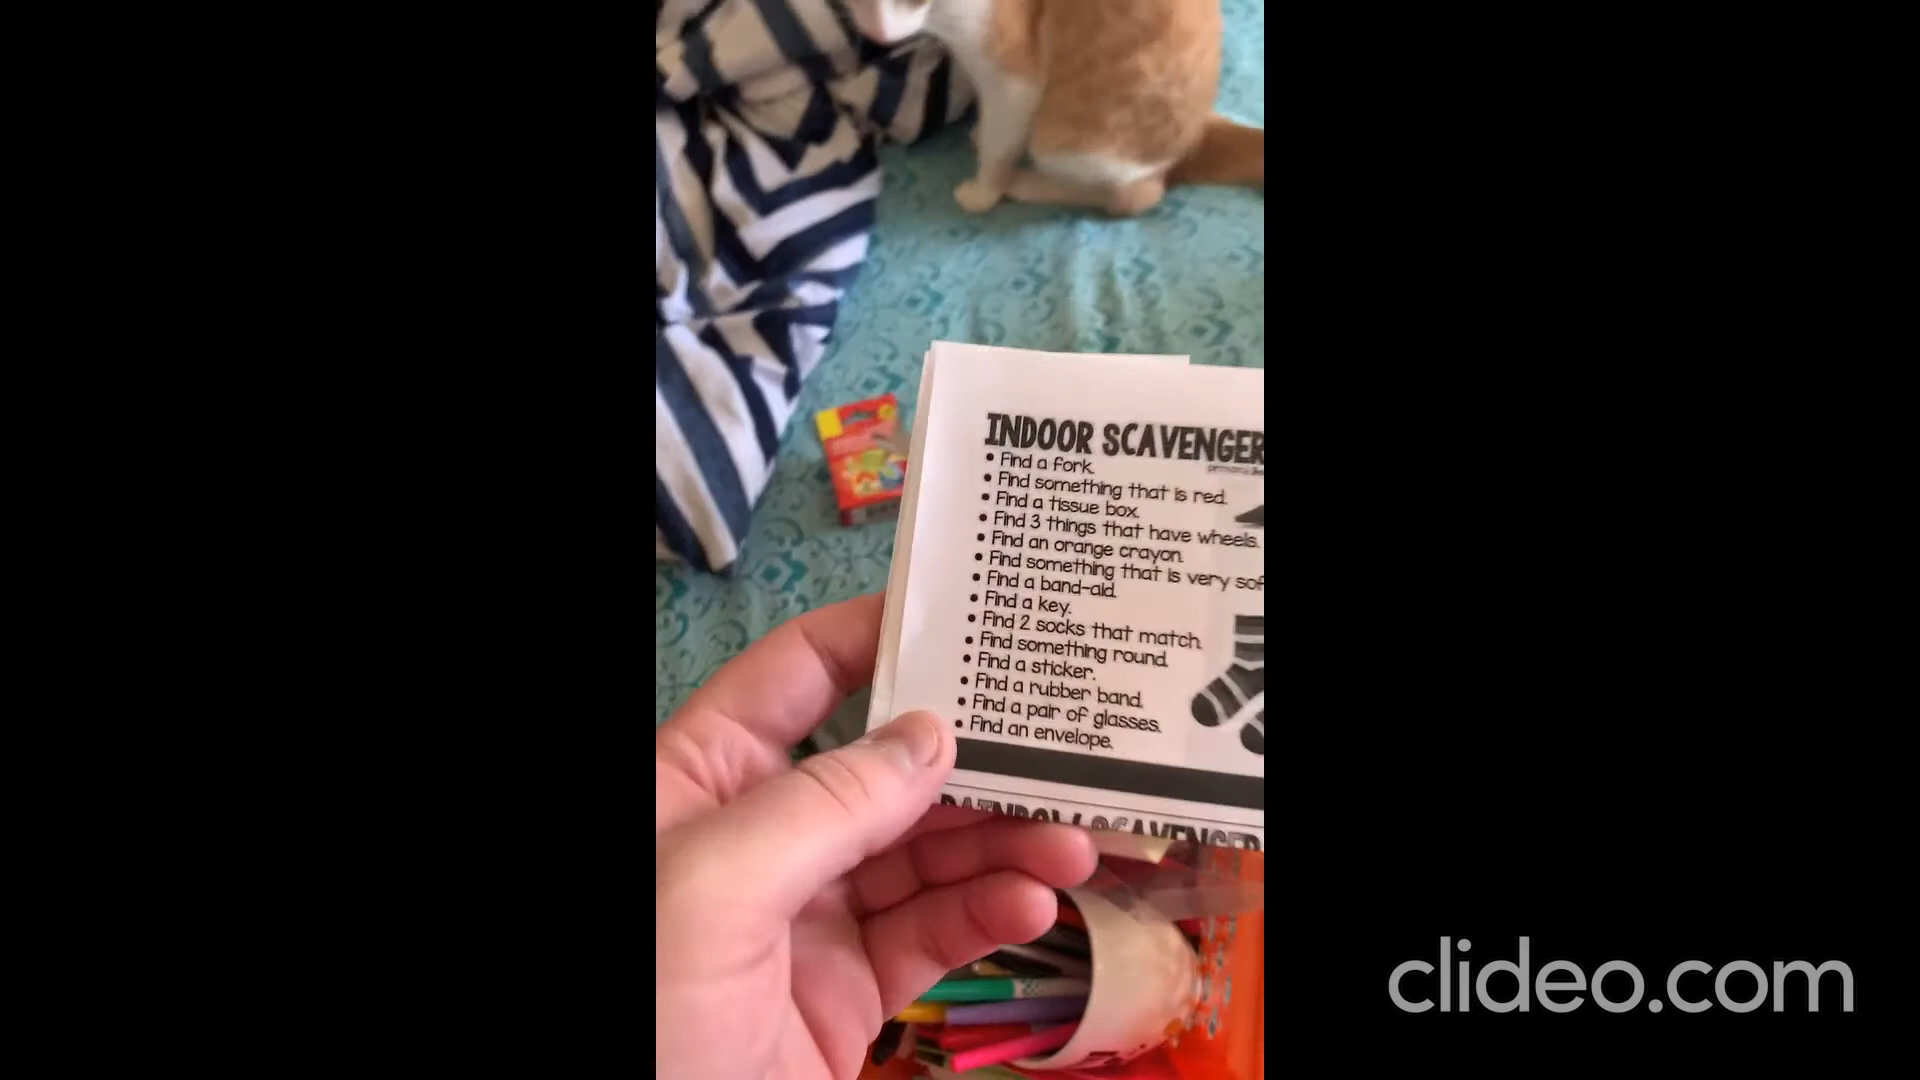 INDOOR SCAVENGER
Find a fork.
Find something that is red.
Find a tissue box.
Find 3 things that have wheels.
Find an orange crayon.
Find something that is very
Find a band-aid.
Find a key.
Find 2 socks that match.
Find something round.
Find a sticker.
Find a rubber band.
Find a pair of glasses.
Find an envelope.
RAINBOW SCAVENGER
clideo.com